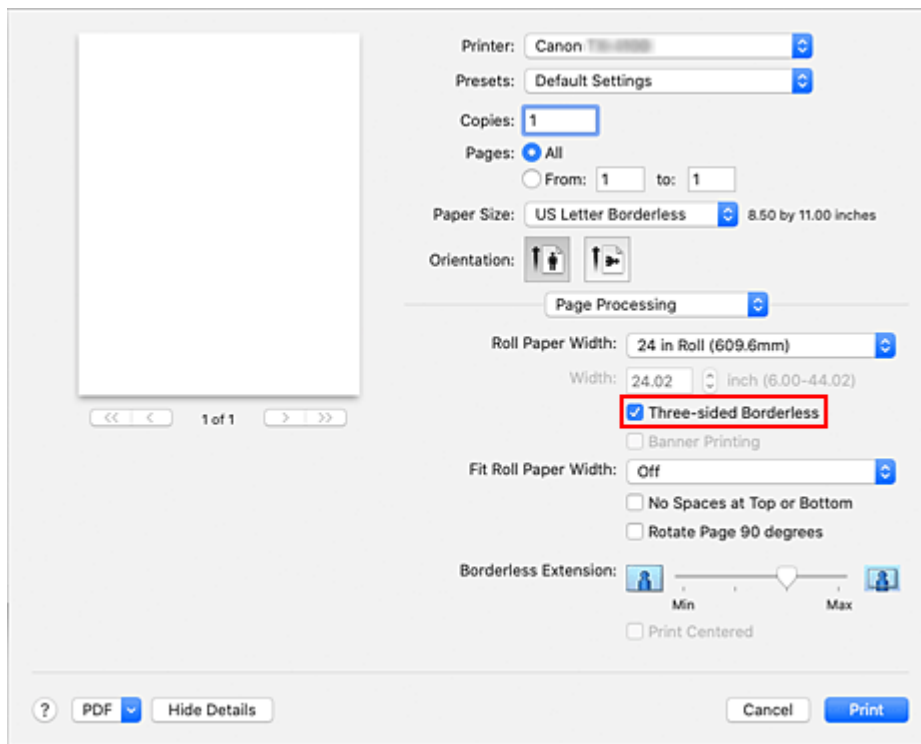 Printer: Canon
Presets: Default Settings
Copies: 1
Pages: All
From: 1 to: 1
Paper Size: US Letter Borderless 8.50 by 11.00 inches
Orientation:
Page Processing
Roll Paper Width: 24 in Roll (609.6mm)
Width: 24.02 inch (6.00-44.02)
<< < 1 of 1 > >>
Three-sided Borderless
Banner Printing
Fit Roll Paper Width: Off
No Spaces at Top or Bottom
Rotate Page 90 degrees
Borderless Extension:
Min Max
Print Centered
? PDF Hide Details Cancel Print